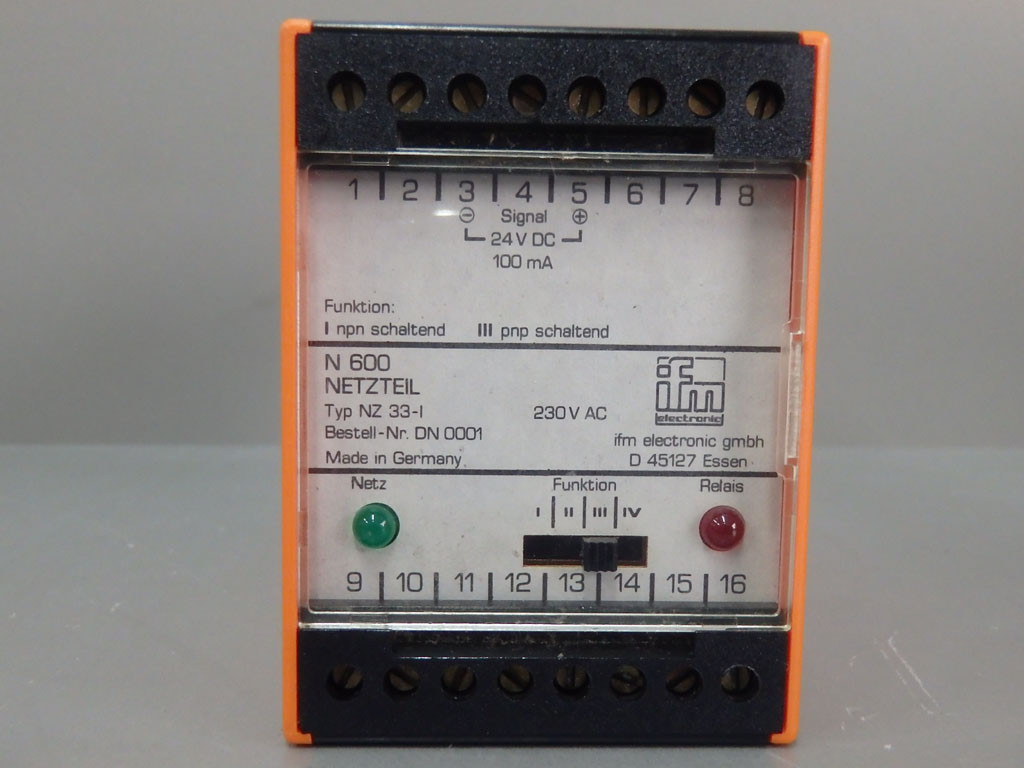 1 2 3 4 5 6 7 8
⊖ Signal ⊕
24 V DC
100 mA
Funktion:
I npn schaltend III pnp schaltend
N 600
NETZTEIL
Typ NZ 33-I 230 V AC
Bestell-Nr. DN 0001
Made in Germany
ifm
electronic
ifm electronic gmbh
D 45127 Essen
Netz Funktion Relais
I II III IV
9 10 11 12 13 14 15 16